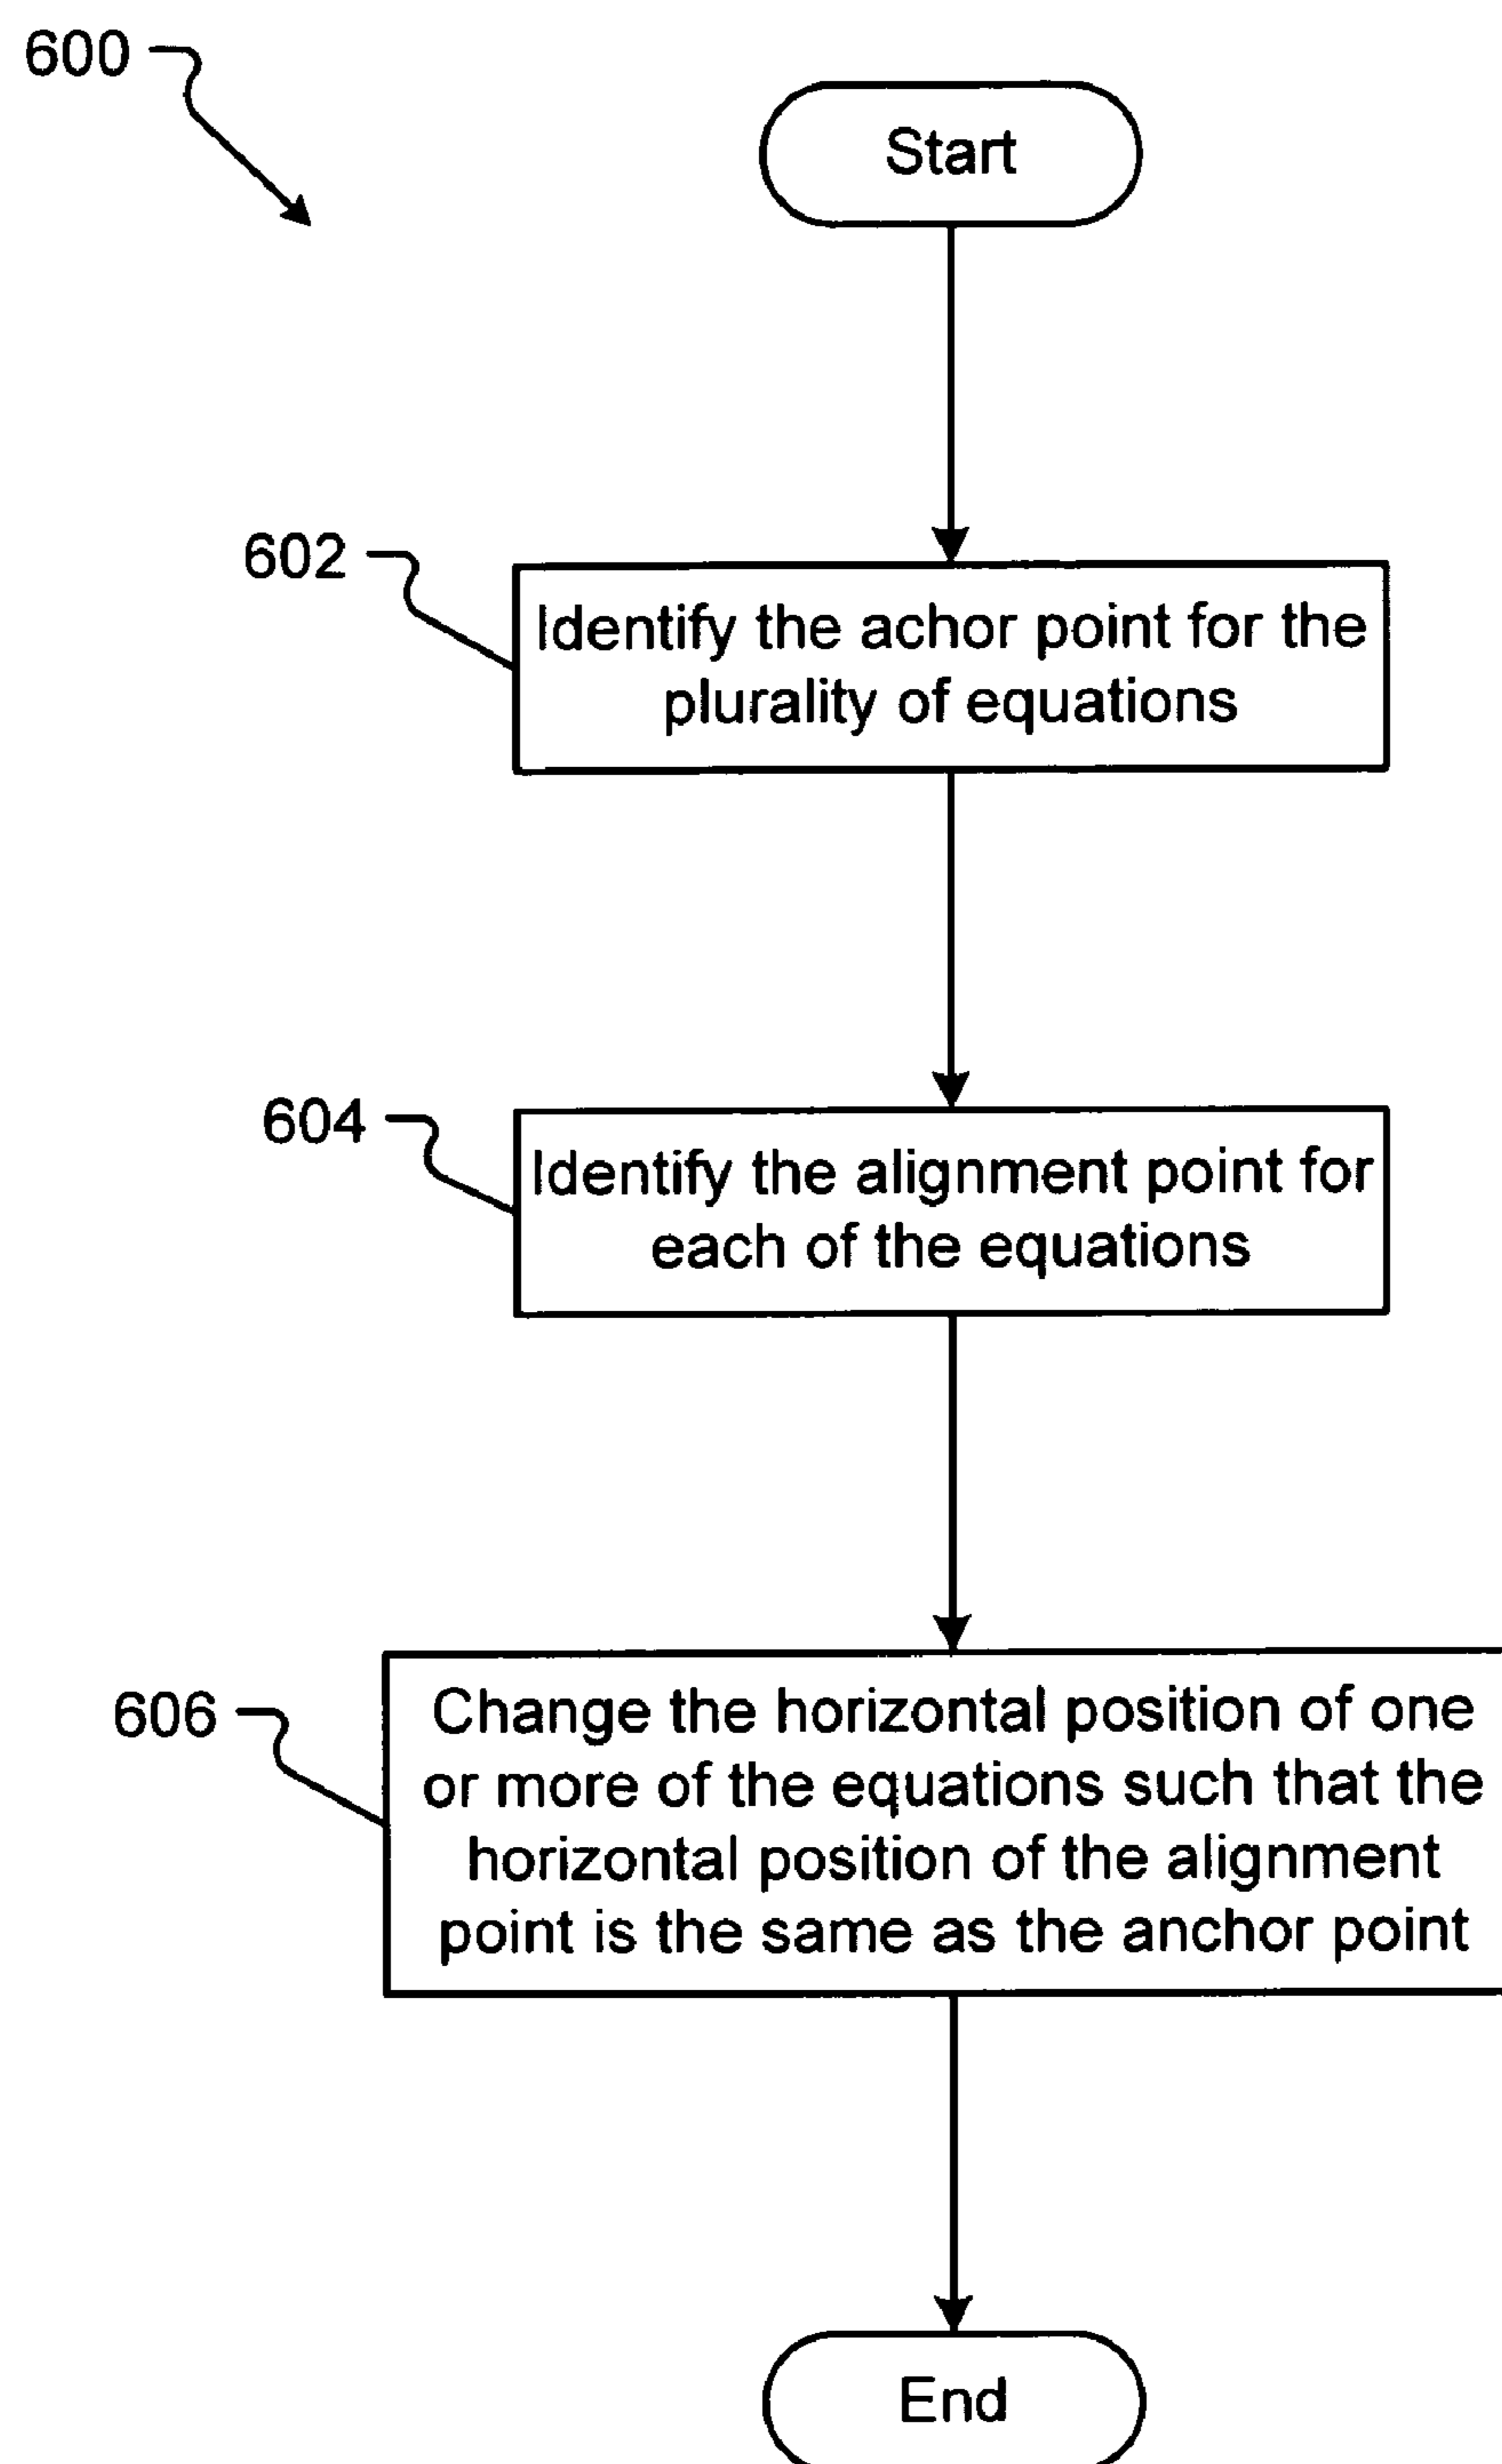 600
Start
602
Identify the achor point for the
plurality of equations
604
Identify the alignment point for
each of the equations
606
Change the horizontal position of one
or more of the equations such that the
horizontal position of the alignment
point is the same as the anchor point
End